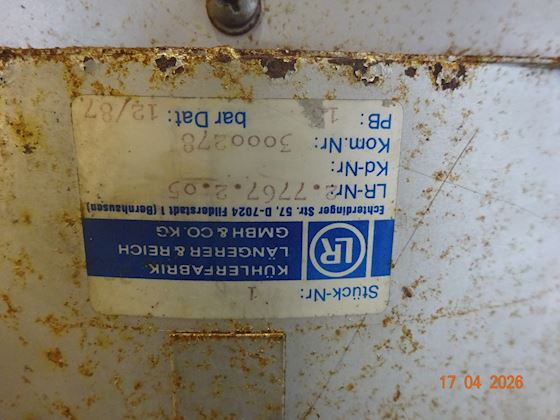 Stück-Nr: 1
KÜHLERFABRIK
LÄNGERER & REICH
GMBH & CO.KG
LR
Echterdinger Str. 57, D-7024 Filderstadt 1 (Bernhausen)
LR-Nr: 2.7767.2.05
Kd-Nr:
Kom.Nr: 3000278
PB: bar Dat: 12/87
17 04 2026